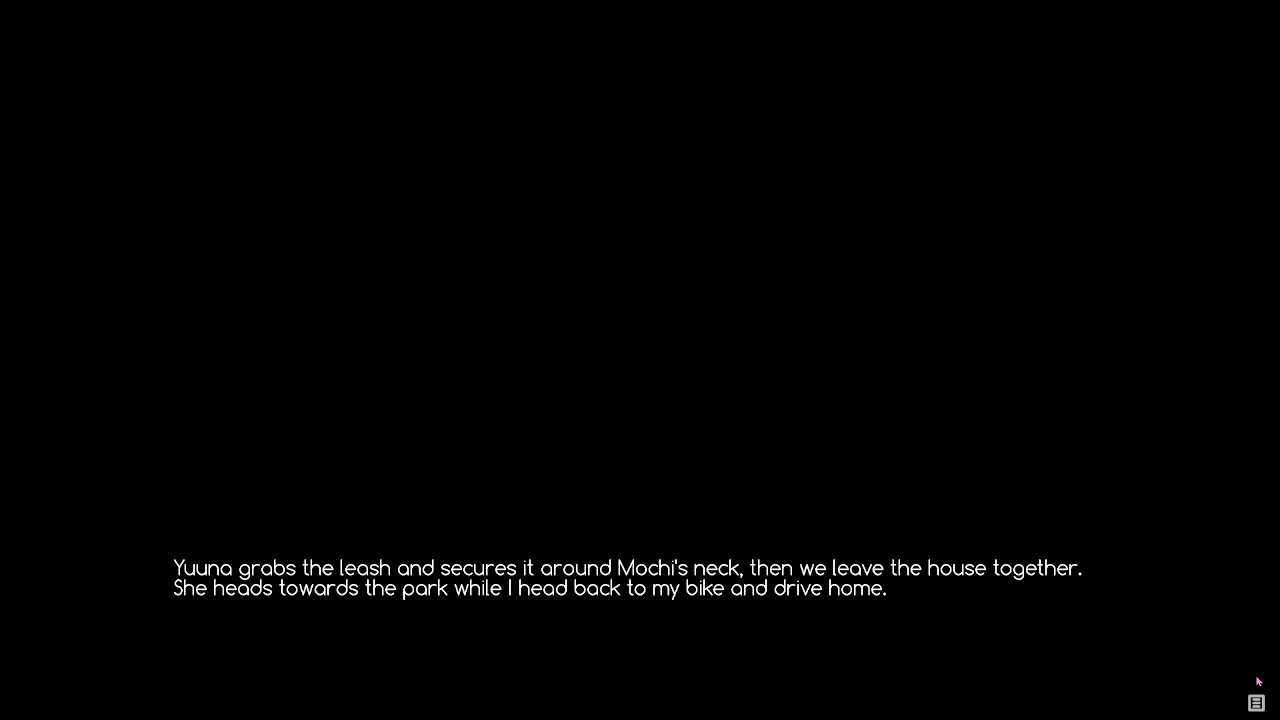 Yuuna grabs the leash and secures it around Mochi's neck, then we leave the house together.
She heads towards the park while I head back to my bike and drive home.